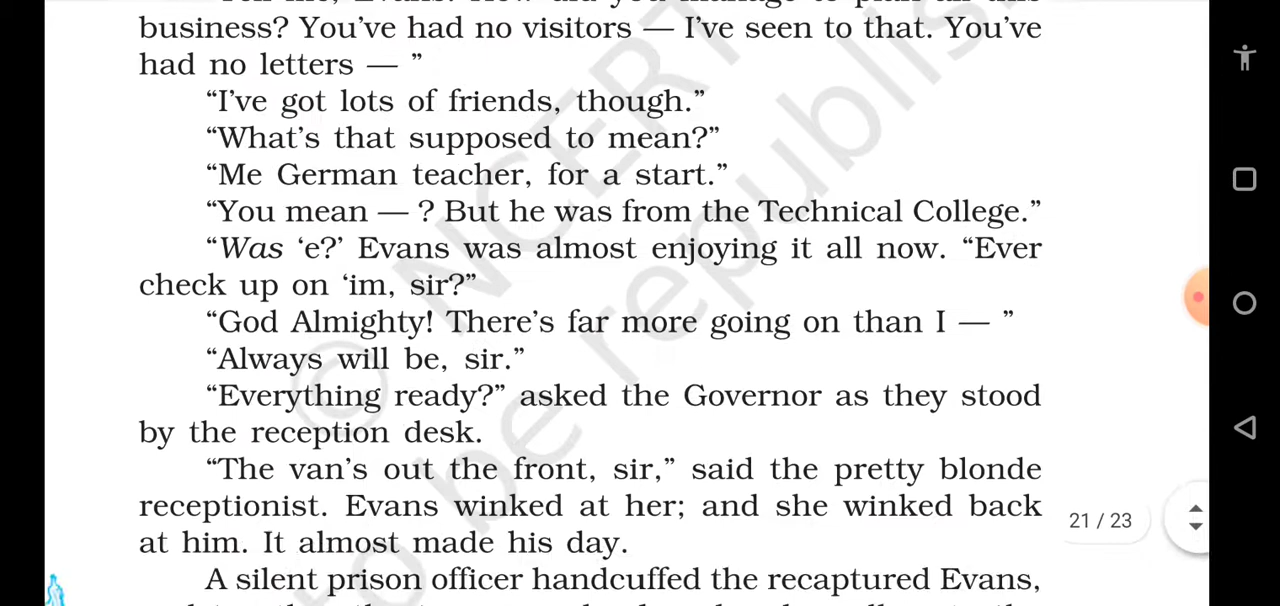 business? You've had no visitors — I've seen to that. You've
had no letters — ”
“I've got lots of friends, though.”
“What's that supposed to mean?”
“Me German teacher, for a start.”
“You mean — ? But he was from the Technical College.”
“Was ‘e?’ Evans was almost enjoying it all now. “Ever
check up on ‘im, sir?”
“God Almighty! There's far more going on than I — ”
“Always will be, sir.”
“Everything ready?” asked the Governor as they stood
by the reception desk.
“The van's out the front, sir,” said the pretty blonde
receptionist. Evans winked at her; and she winked back
at him. It almost made his day.
A silent prison officer handcuffed the recaptured Evans,
© NCERT
to be republis
21 / 23